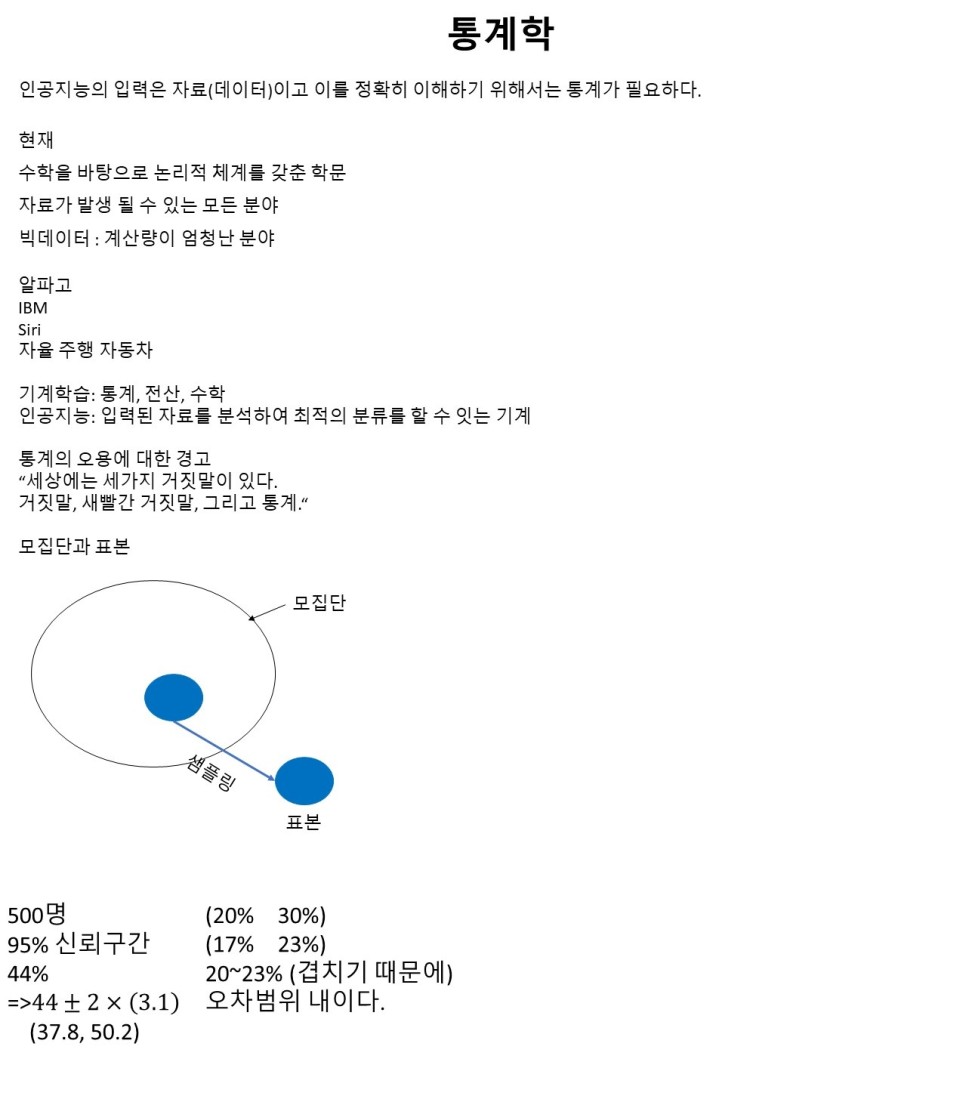 통계학
인공지능의 입력은 자료(데이터)이고 이를 정확히 이해하기 위해서는 통계가 필요하다.
현재
수학을 바탕으로 논리적 체계를 갖춘 학문
자료가 발생 될 수 있는 모든 분야
빅데이터 : 계산량이 엄청난 분야
알파고
IBM
Siri
자율 주행 자동차
기계학습: 통계, 전산, 수학
인공지능: 입력된 자료를 분석하여 최적의 분류를 할 수 잇는 기계
통계의 오용에 대한 경고
“세상에는 세가지 거짓말이 있다.
거짓말, 새빨간 거짓말, 그리고 통계.“
모집단과 표본
모집단
샘플링
표본
500명
95% 신뢰구간
44%
=>44 ± 2 × (3.1)
(37.8, 50.2)
(20% 30%)
(17% 23%)
20~23% (겹치기 때문에)
오차범위 내이다.